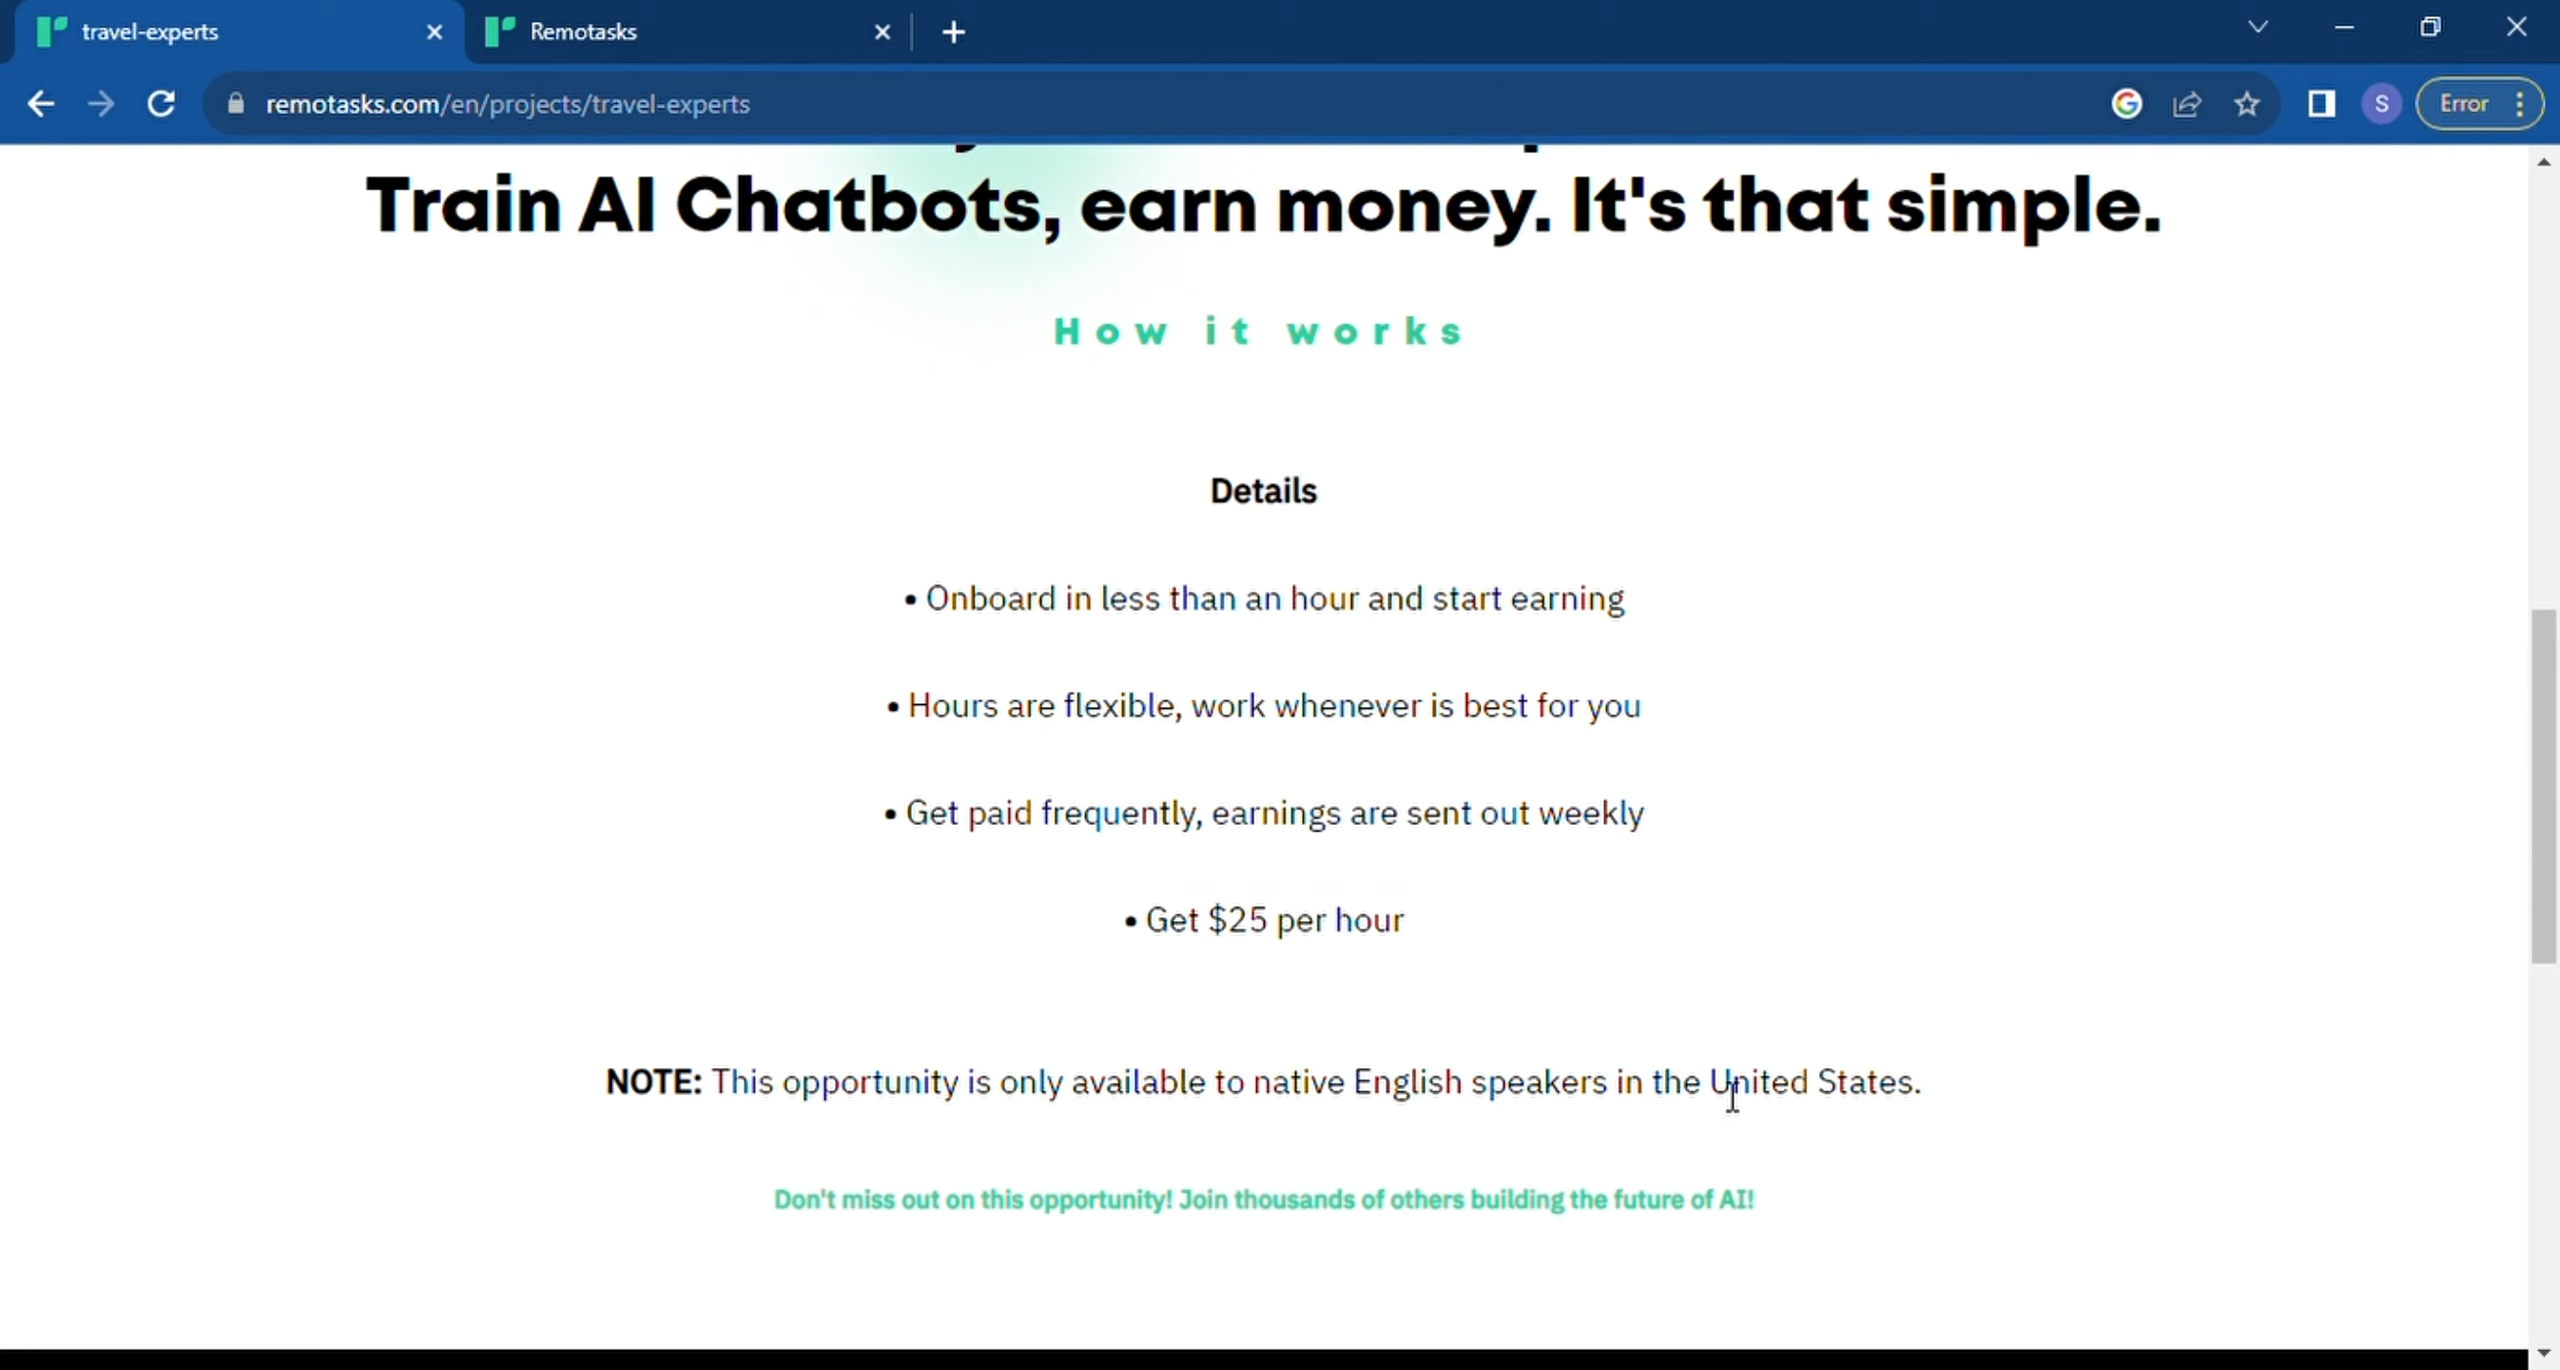 travel-experts
Remotasks
remotasks.com/en/projects/travel-experts
S
Error
Train AI Chatbots, earn money. It's that simple.
How it works
Details
• Onboard in less than an hour and start earning
• Hours are flexible, work whenever is best for you
• Get paid frequently, earnings are sent out weekly
• Get $25 per hour
NOTE: This opportunity is only available to native English speakers in the United States.
Don't miss out on this opportunity! Join thousands of others building the future of AI!